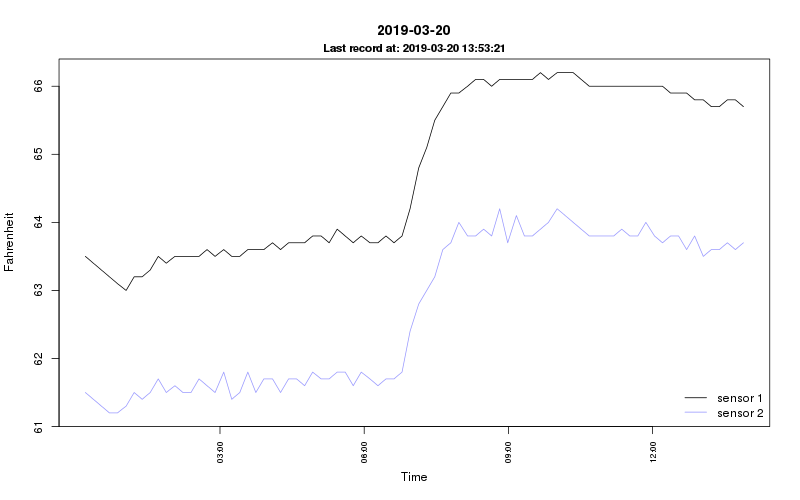 2019-03-20
Last record at: 2019-03-20 13:53:21
Fahrenheit
66
65
64
63
62
61
sensor 1
sensor 2
03:00 06:00 09:00 12:00
Time